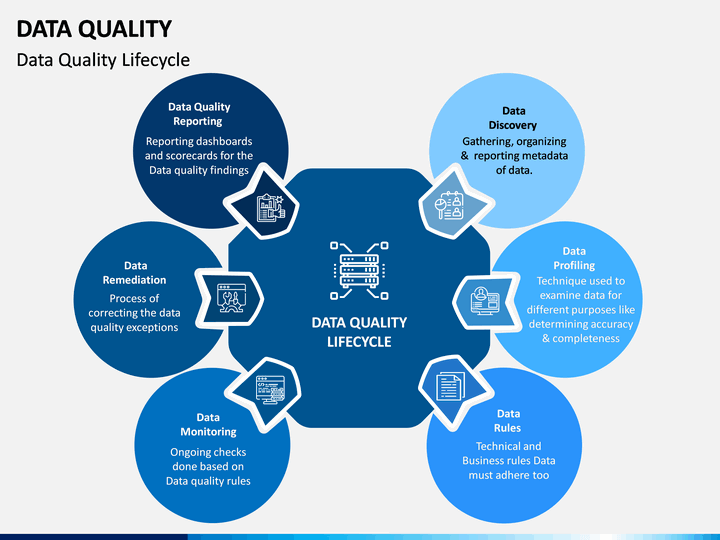 DATA QUALITY
Data Quality Lifecycle
Data Quality
Reporting
Reporting dashboards
and scorecards for the
Data quality findings
Data
Discovery
Gathering, organizing
& reporting metadata
of data.
Data
Remediation
Process of
correcting the data
quality exceptions
DATA QUALITY
LIFECYCLE
Data
Profiling
Technique used to
examine data for
different purposes like
determining accuracy
& completeness
Data
Monitoring
Ongoing checks
done based on
Data quality rules
Data
Rules
Technical and
Business rules Data
must adhere too